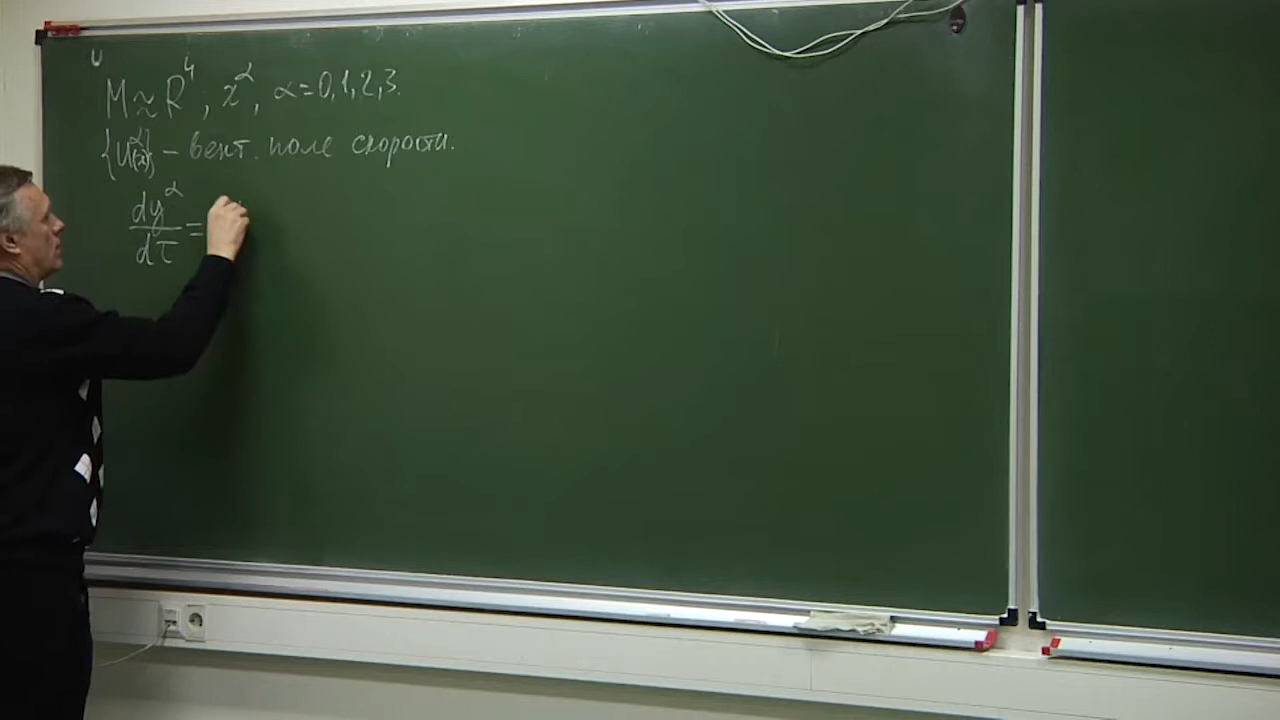 M ≈ R⁴; x^α, α = 0,1,2,3.
{u^α(x)} – вект. поле скорости.
dy^α/dτ =